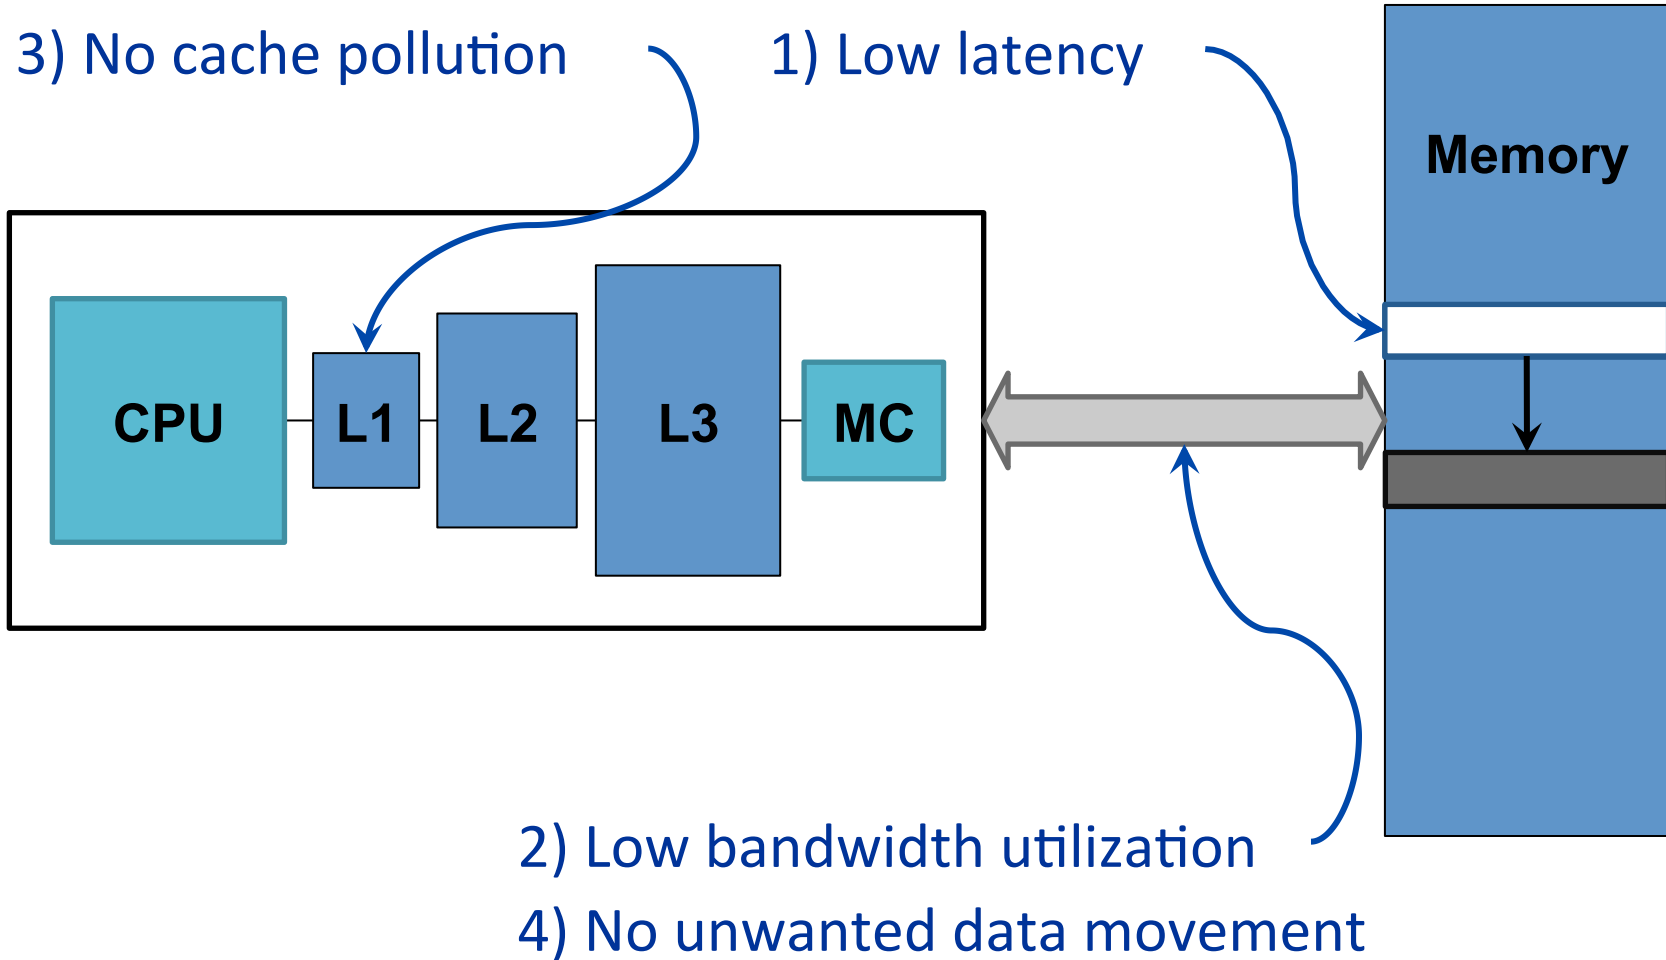 3) No cache pollution
1) Low latency
Memory
CPU
L1
L2
L3
MC
2) Low bandwidth utilization
4) No unwanted data movement